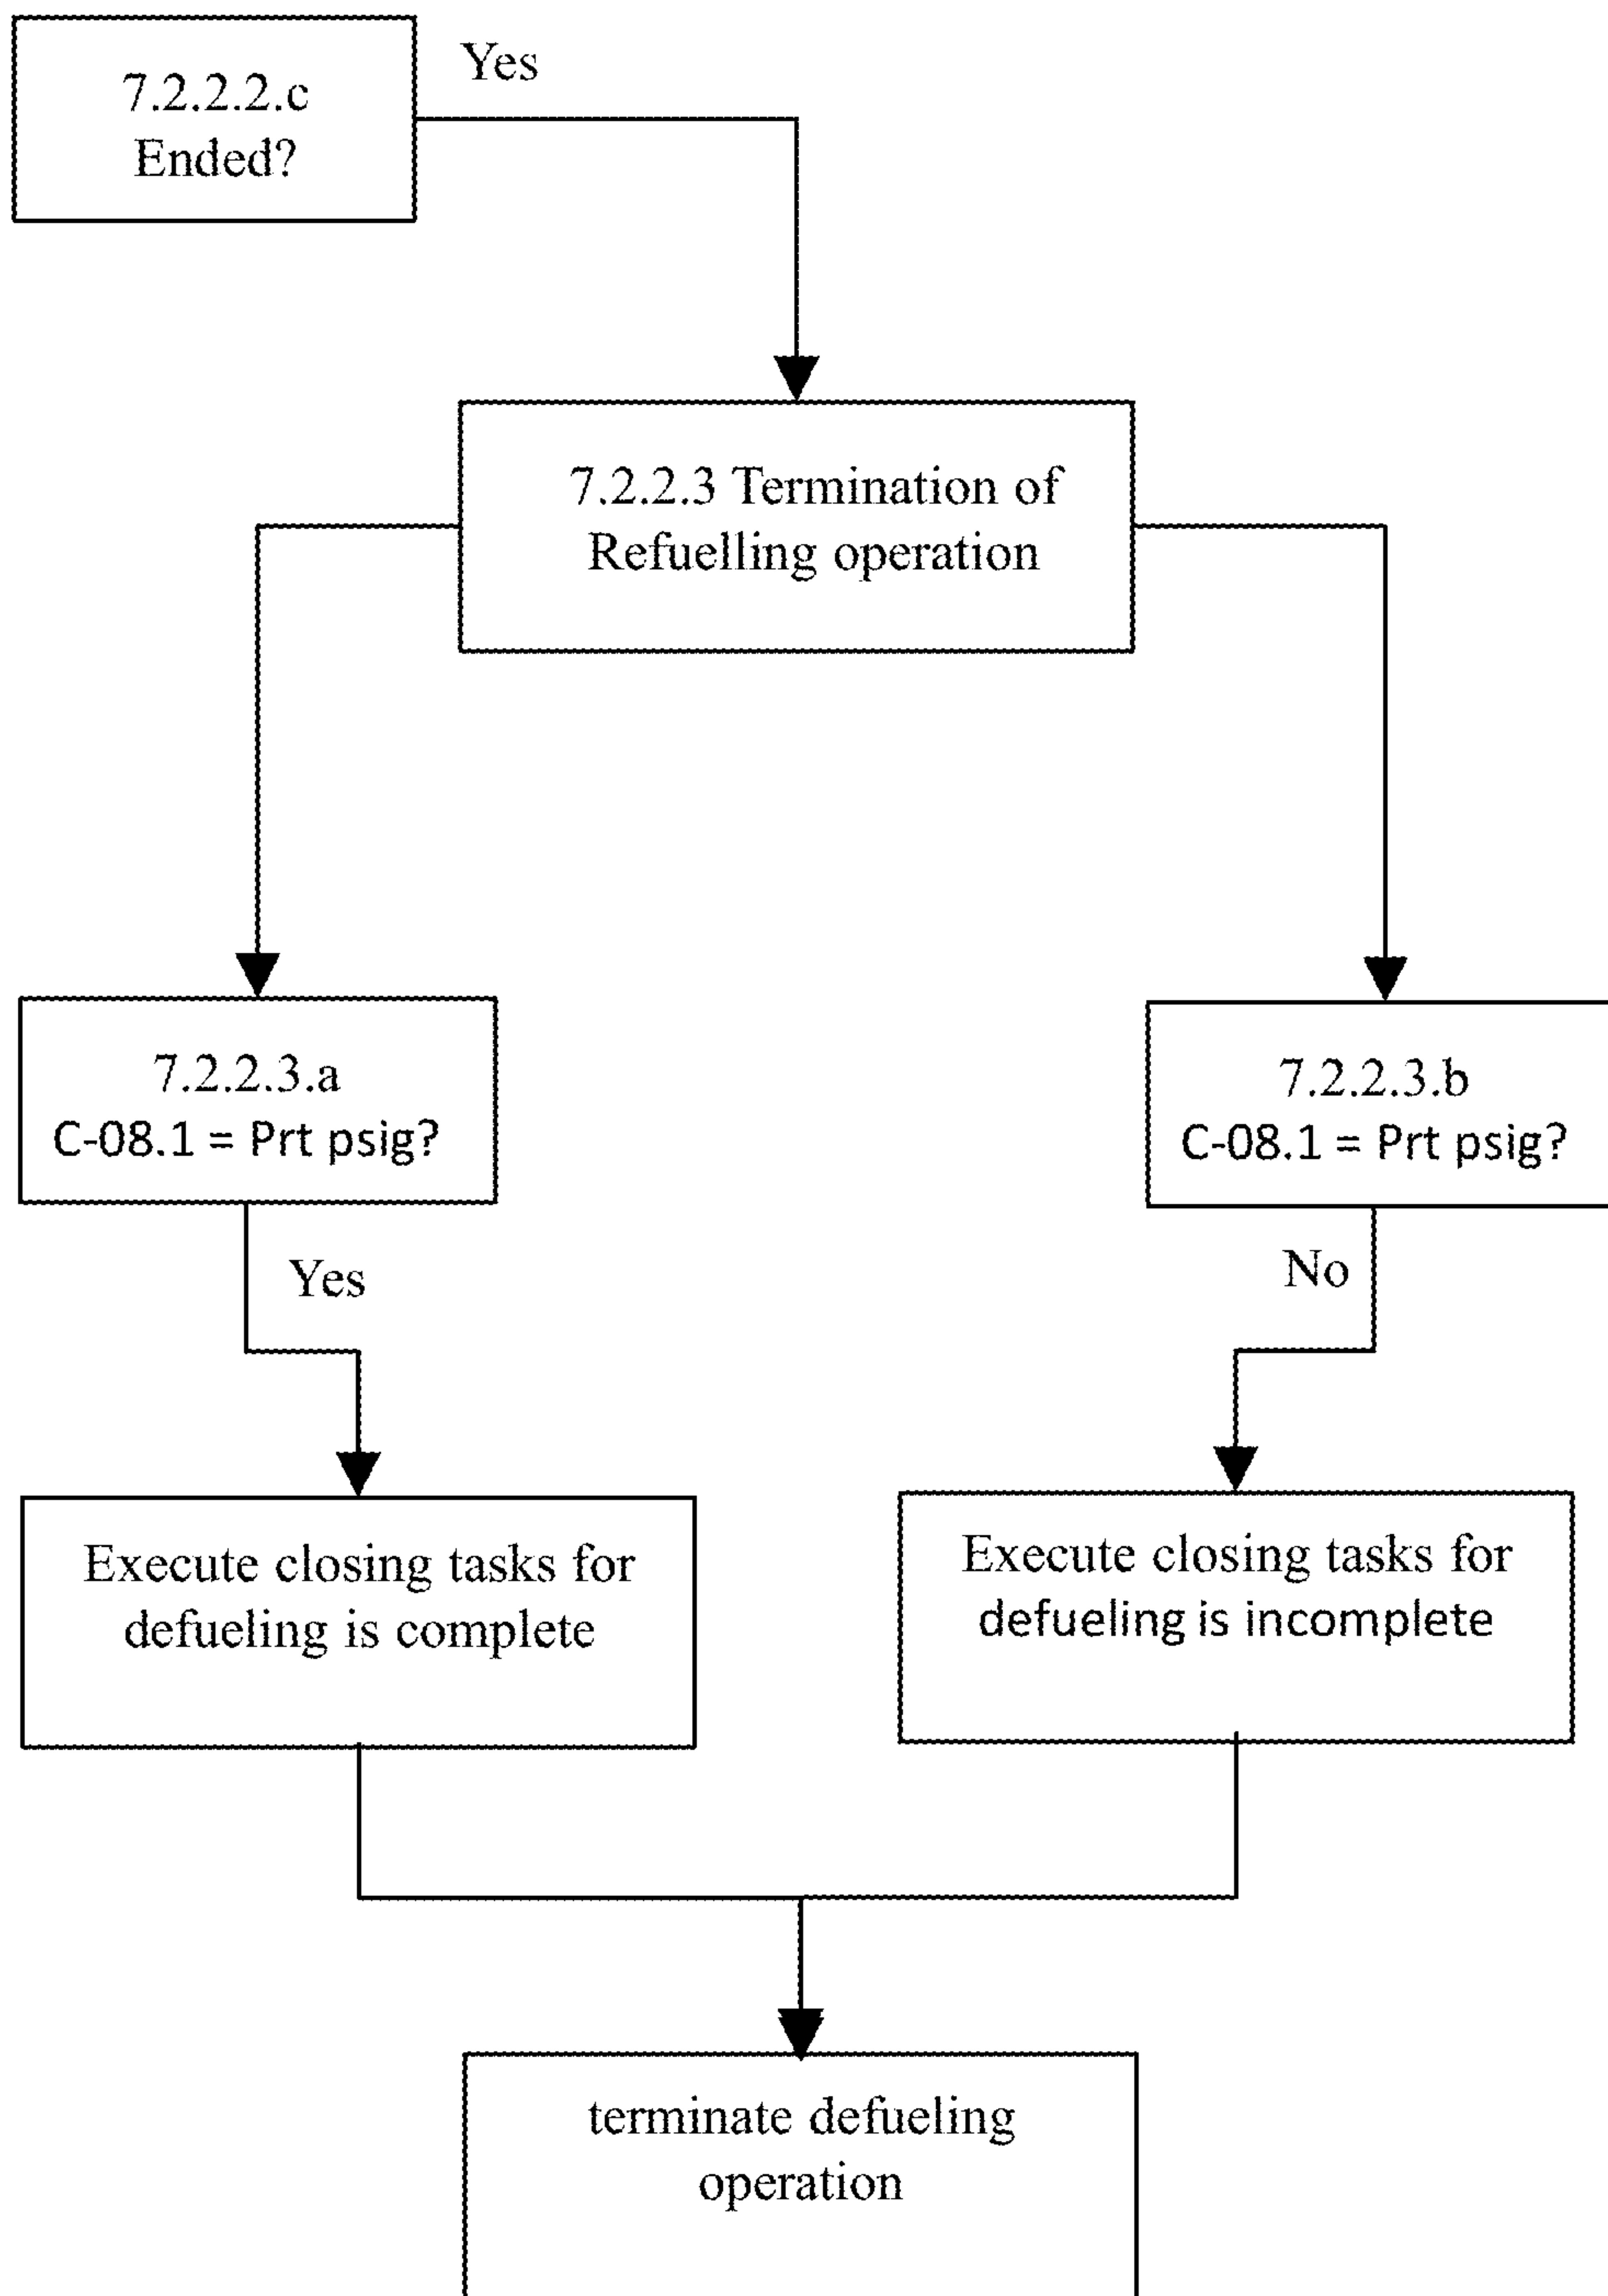 Yes
7.2.2.2.c
Ended?
7.2.2.3 Termination of
Refuelling operation
7.2.2.3.a
C-08.1 = Prt psig?
7.2.2.3.b
C-08.1 = Prt psig?
Yes
No
Execute closing tasks for
defueling is complete
Execute closing tasks for
defueling is incomplete
terminate defueling
operation